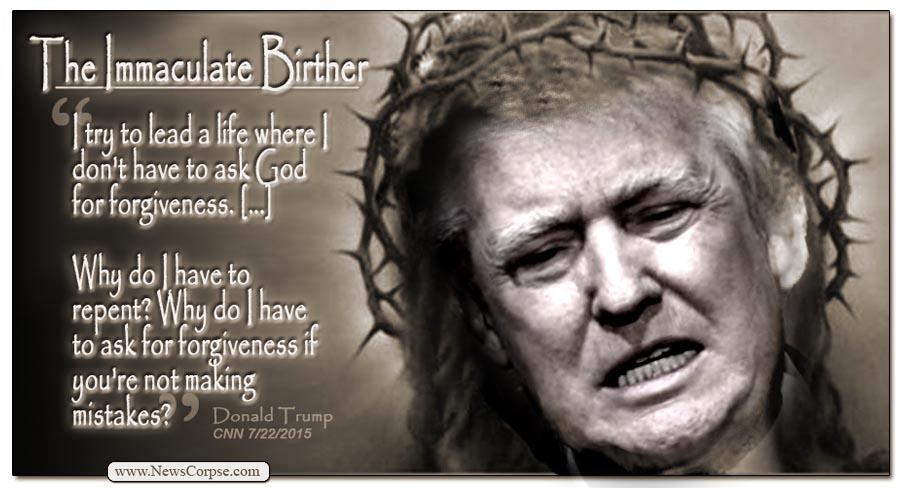 The Immaculate Birther
“I try to lead a life where I
don't have to ask God
for forgiveness. [...]
Why do I have to
repent? Why do I have
to ask for forgiveness if
you're not making
mistakes?”
Donald Trump
CNN 7/22/2015
www.NewsCorpse.com